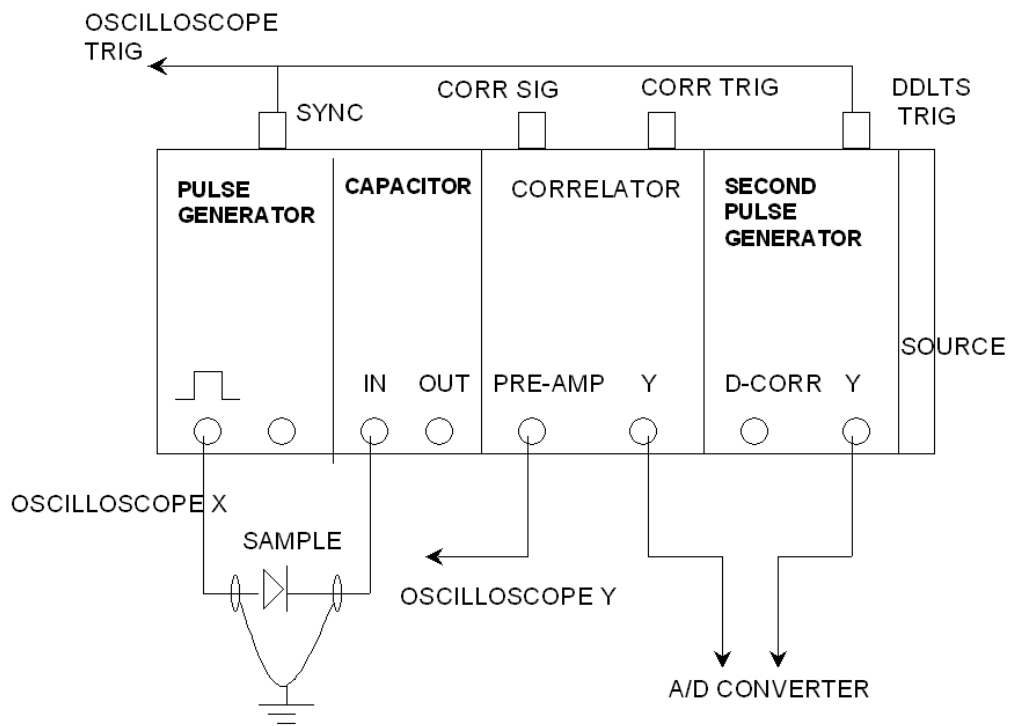 OSCILLOSCOPE
TRIG
SYNC
CORR SIG
CORR TRIG
DDLTS
TRIG
PULSE
GENERATOR
CAPACITOR
CORRELATOR
SECOND
PULSE
GENERATOR
SOURCE
IN
OUT
PRE-AMP
Y
D-CORR
Y
OSCILLOSCOPE X
SAMPLE
OSCILLOSCOPE Y
A/D CONVERTER